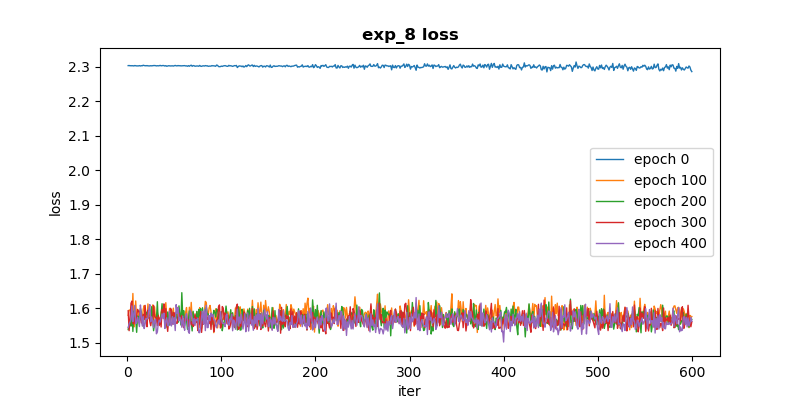 exp_8 loss
2.3
2.2
2.1
2.0
1.9
1.8
1.7
1.6
1.5
loss
epoch 0
epoch 100
epoch 200
epoch 300
epoch 400
0 100 200 300 400 500 600
iter